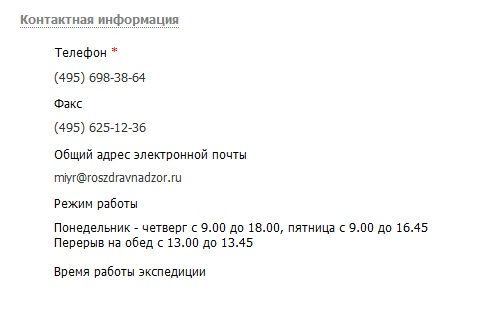 Контактная информация
Телефон *
(495) 698-38-64
Факс
(495) 625-12-36
Общий адрес электронной почты
miyr@roszdravnadzor.ru
Режим работы
Понедельник - четверг с 9.00 до 18.00, пятница с 9.00 до 16.45
Перерыв на обед с 13.00 до 13.45
Время работы экспедиции